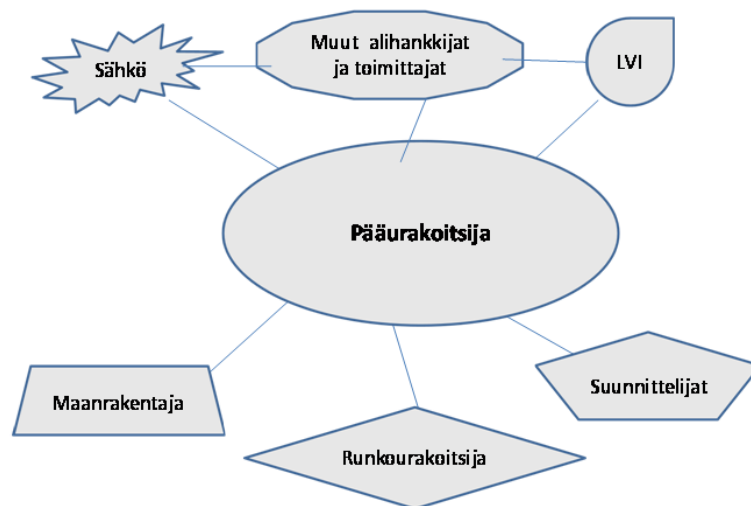 Sähkö
Muut alihankkijat
ja toimittajat
LVI
Pääurakoitsija
Maanrakentaja
Runkourakoitsija
Suunnittelijat